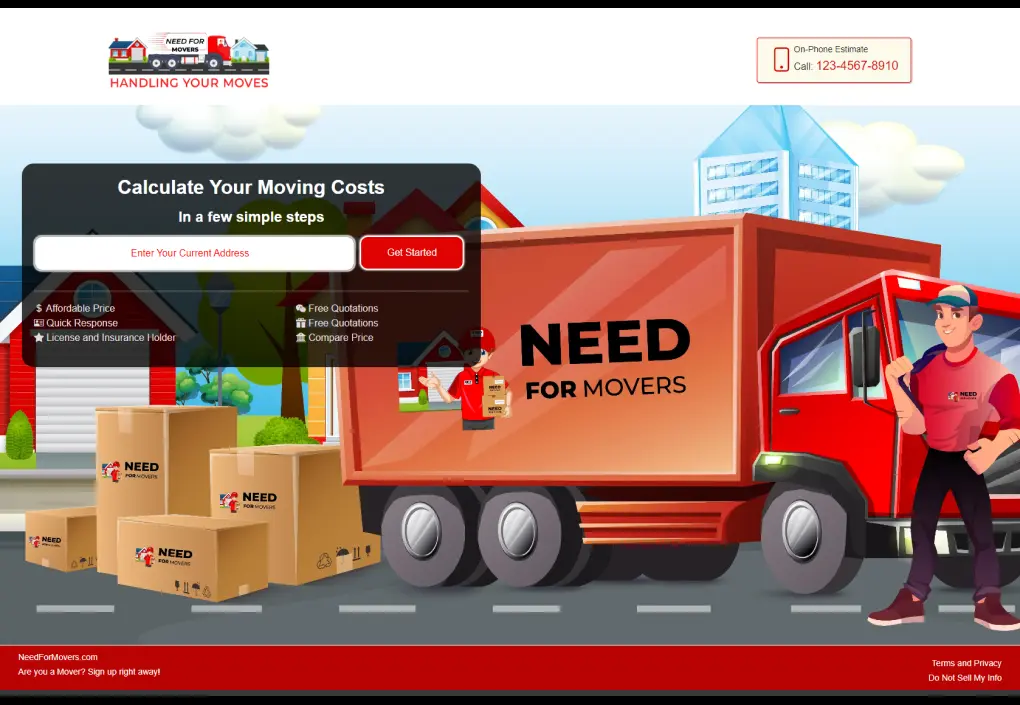 NEED FOR
MOVERS
HANDLING YOUR MOVES
On-Phone Estimate
Call: 123-4567-8910
Calculate Your Moving Costs
In a few simple steps
Enter Your Current Address
Get Started
$ Affordable Price
Free Quotations
Quick Response
Free Quotations
License and Insurance Holder
Compare Price
NEED
FOR MOVERS
NEED
NEED
NEED
NEED
FOR MOVERS
NEED
FOR MOVERS
NEED
NEED
FOR MOVERS
NeedForMovers.com
Are you a Mover? Sign up right away!
Terms and Privacy
Do Not Sell My Info